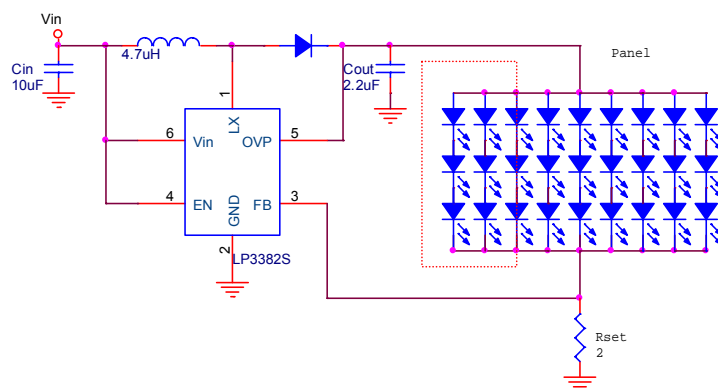 Vin
Cin
10uF
4.7uH
Cout
2.2uF
Panel
1
LX
6
Vin
OVP
5
4
EN
GND
FB
3
2
LP3382S
Rset
2